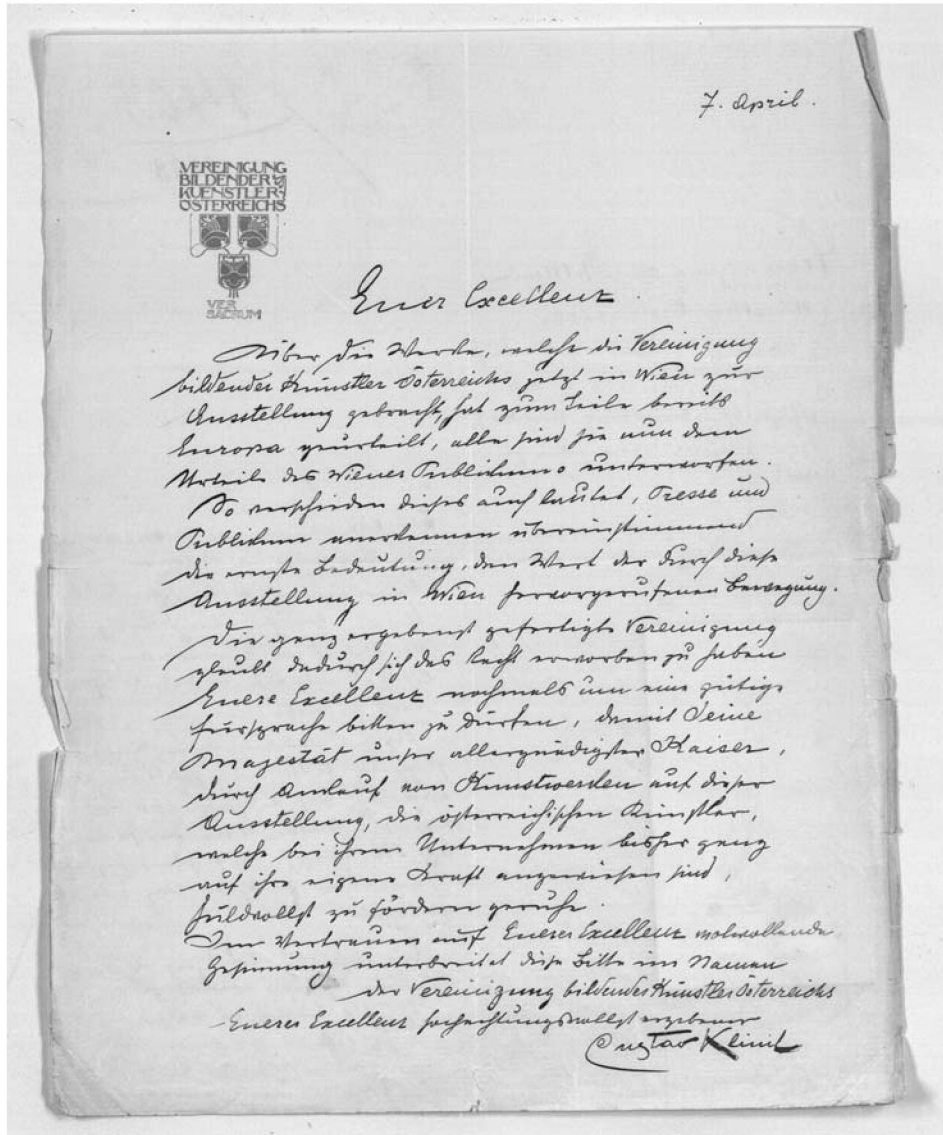 7. April.
VEREINIGUNG
BILDENDER
KUENSTLER
ÖSTERREICHS
VER
SACRUM
Euer Excellenz.
Über die Werke, welche die Vereinigung
bildender Künstler Österreichs jetzt in Wien zur
Ausstellung gebracht, hat zum Teile bereits
Europa geurteilt, alle sind sie nun dem
Urteile des Wiener Publikums unterworfen.
So verschieden dieses auch lautet, Presse und
Publikum anerkennen übereinstimmend
die ernste Bedeutung, den Wert der durch diese
Ausstellung in Wien hervorgerufenen Bewegung.
Die ganz ergebenst gefertigte Vereinigung
glaubt dadurch sich das Recht erworben zu haben
Euere Excellenz nochmals um eine gütige
Fürsprache bitten zu dürfen, damit Seine
Majestät unser allergnädigster Kaiser,
durch Ankauf von Kunstwerken auf dieser
Ausstellung, die österreichischen Künstler,
welche bei ihrem Unternehmen bisher ganz
auf ihre eigene Kraft angewiesen sind,
huldvollst zu fördern geruhe.
Im Vertrauen auf Euerer Excellenz wolwollende
Gesinnung unterbreitet diese Bitte im Namen
der Vereinigung bildender Künstler Österreichs
Euerer Excellenz hochachtungsvollst ergebener
Gustav Klimt